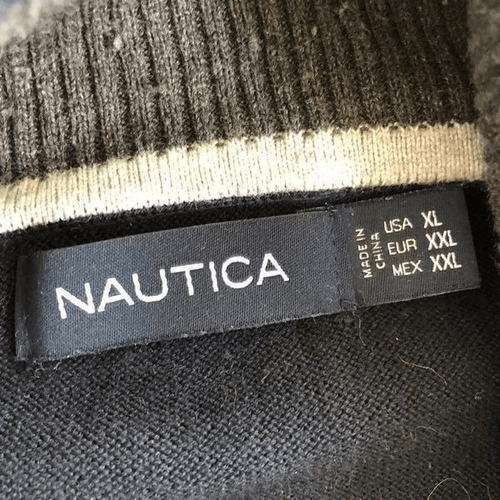 NAUTICA
MADE IN
CHINA
USA XL
EUR XXL
MEX XXL